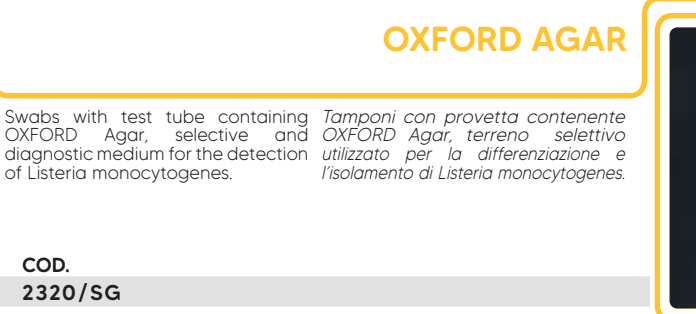 OXFORD AGAR
Swabs with test tube containing
OXFORD Agar, selective and
diagnostic medium for the detection
of Listeria monocytogenes.
Tamponi con provetta contenente
OXFORD Agar, terreno selettivo
utilizzato per la differenziazione e
l'isolamento di Listeria monocytogenes.
COD.
2320/SG